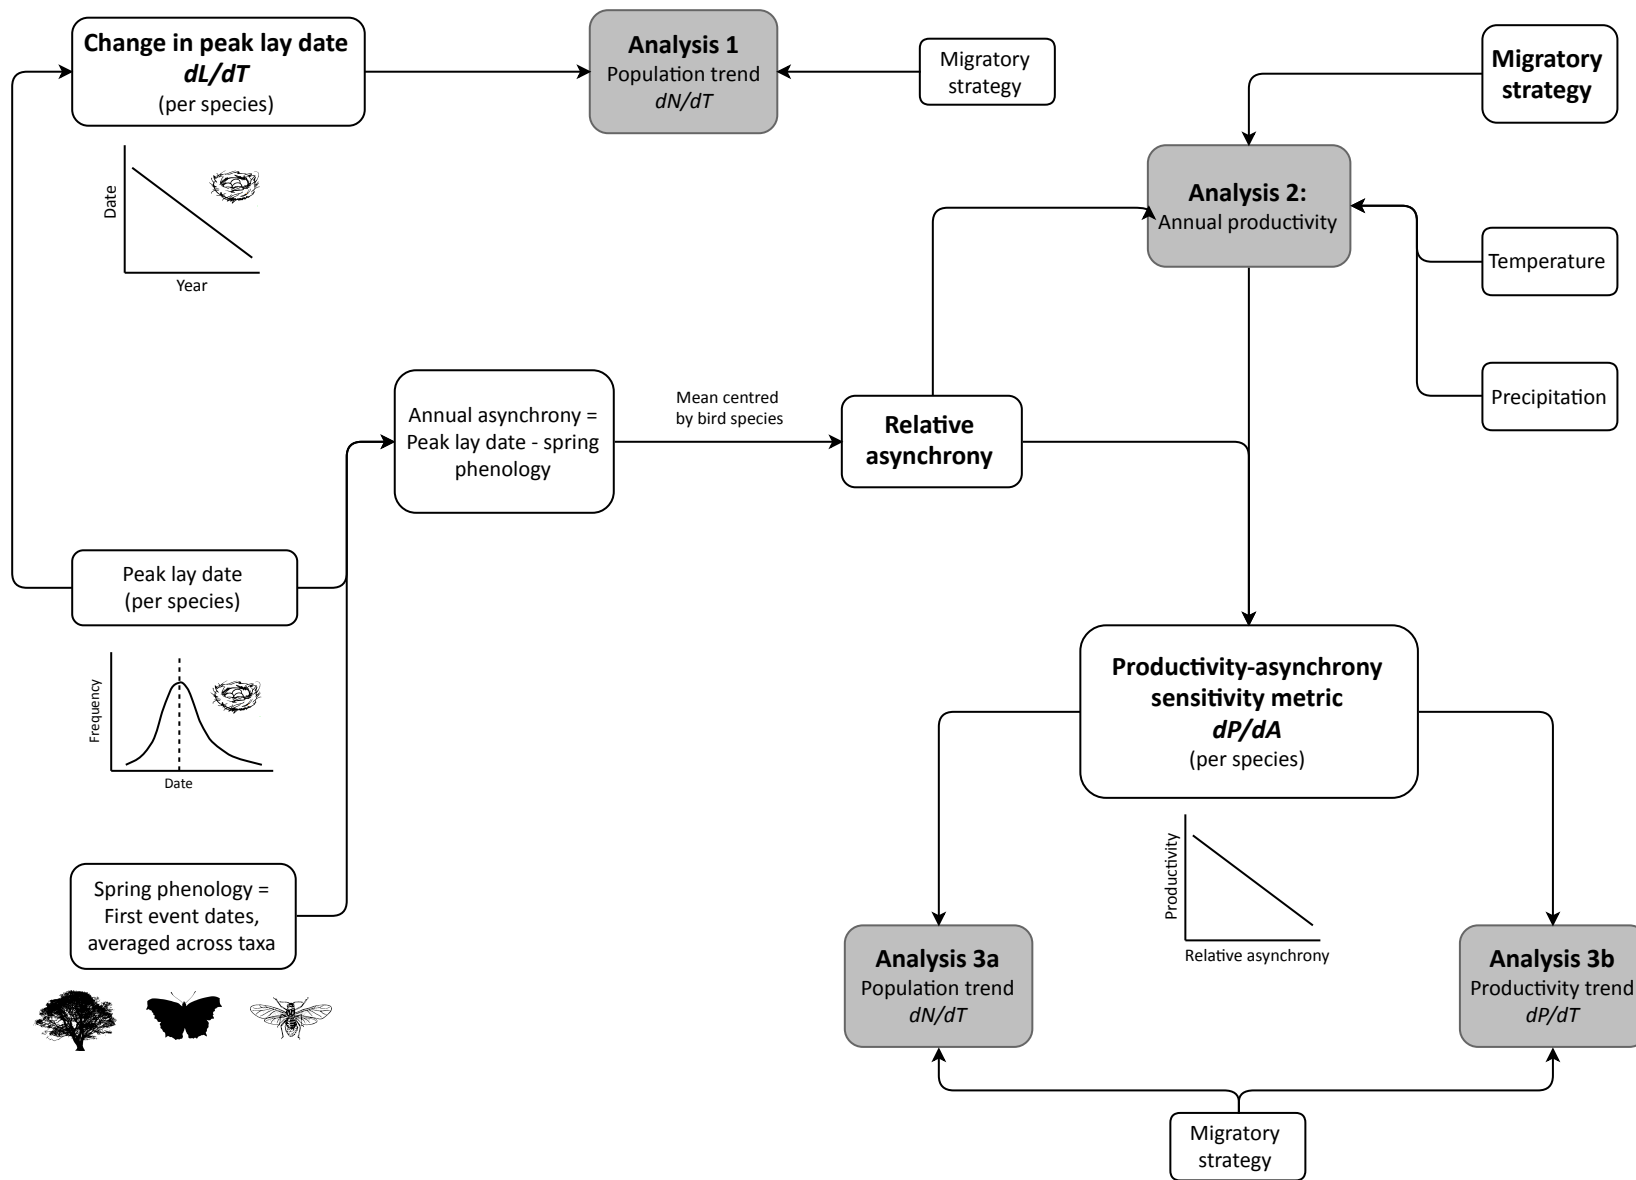 Change in peak lay date
dL/dT
(per species)
Analysis 1
Population trend
dN/dT
Migratory
strategy
Migratory
strategy
Date
Year
Analysis 2:
Annual productivity
Temperature
Precipitation
Annual asynchrony =
Peak lay date - spring
phenology
Mean centred
by bird species
Relative
asynchrony
Peak lay date
(per species)
Frequency
Date
Productivity-asynchrony
sensitivity metric
dP/dA
(per species)
Productivity
Relative asynchrony
Spring phenology =
First event dates,
averaged across taxa
Analysis 3a
Population trend
dN/dT
Analysis 3b
Productivity trend
dP/dT
Migratory
strategy